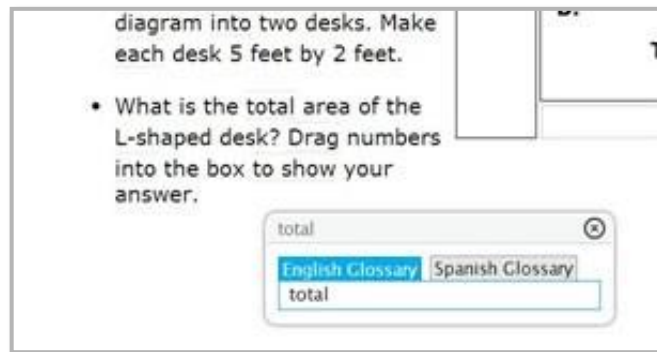 diagram into two desks. Make
each desk 5 feet by 2 feet.
• What is the total area of the
L-shaped desk? Drag numbers
into the box to show your
answer.
total
English Glossary Spanish Glossary
total